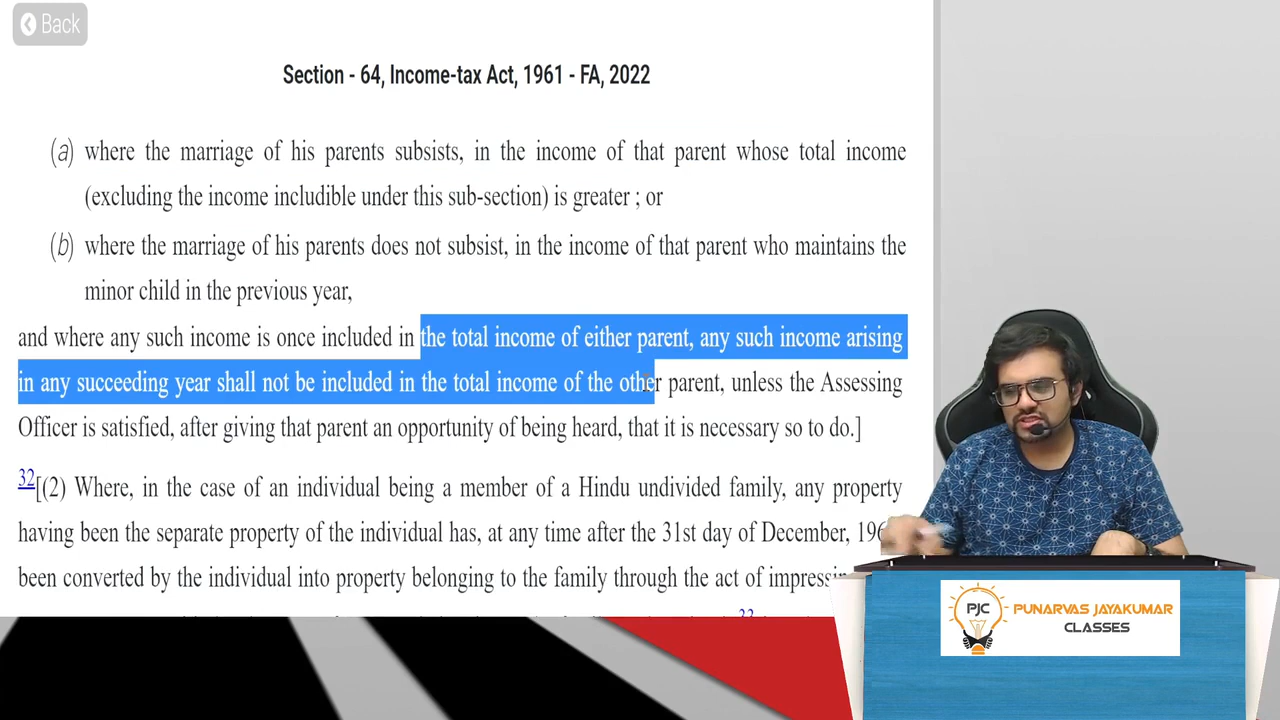 Back
Section - 64, Income-tax Act, 1961 - FA, 2022
(a) where the marriage of his parents subsists, in the income of that parent whose total income
(excluding the income includible under this sub-section) is greater ; or
(b) where the marriage of his parents does not subsist, in the income of that parent who maintains the
minor child in the previous year,
and where any such income is once included in the total income of either parent, any such income arising
in any succeeding year shall not be included in the total income of the other parent, unless the Assessing
Officer is satisfied, after giving that parent an opportunity of being heard, that it is necessary so to do.]
32[(2) Where, in the case of an individual being a member of a Hindu undivided family, any property
having been the separate property of the individual has, at any time after the 31st day of December,
been converted by the individual into property belonging to the family through the act of
33
PJC
PUNARVAS JAYAKUMAR
CLASSES